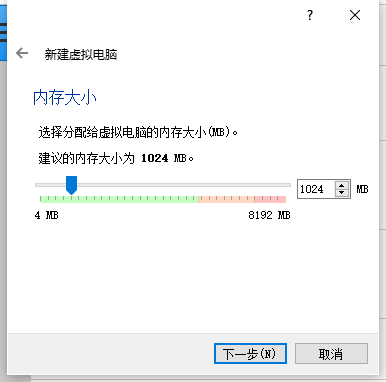 ?
新建虚拟电脑
内存大小
选择分配给虚拟电脑的内存大小(MB)。
建议的内存大小为 1024 MB。
1024 MB
4 MB 8192 MB
下一步(N) 取消